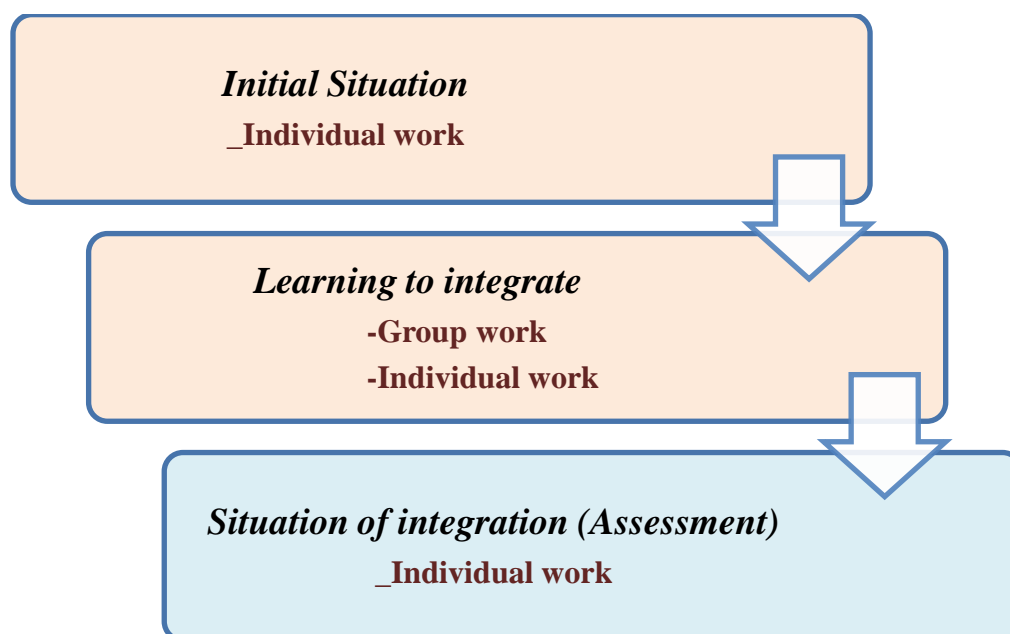 Initial Situation
_Individual work
Learning to integrate
-Group work
-Individual work
Situation of integration (Assessment)
_Individual work